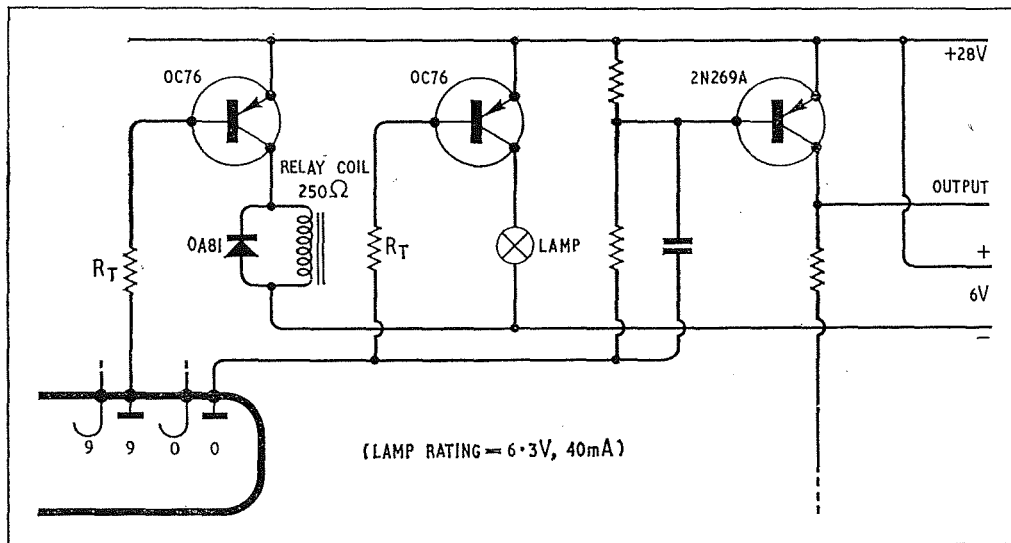 OC76
OC76
2N269A
+28V
RELAY COIL
250Ω
OA81
R_T
R_T
LAMP
OUTPUT
+
6V
−
9 9 0 0
(LAMP RATING = 6·3V, 40mA)